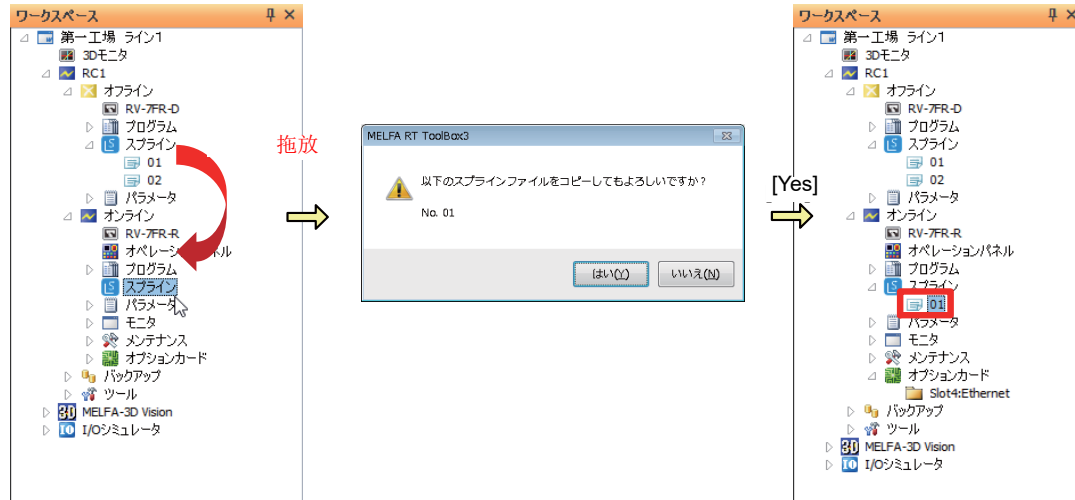 ワークスペース
第一工場 ライン1
3Dモニタ
RC1
オフライン
RV-7FR-D
プログラム
スプライン
01
02
パラメータ
オンライン
RV-7FR-R
オペレーションパネル
プログラム
スプライン
パラメータ
モニタ
メンテナンス
オプションカード
バックアップ
ツール
MELFA-3D Vision
I/Oシミュレータ
拖放
MELFA RT ToolBox3
以下のスプラインファイルをコピーしてもよろしいですか?
No. 01
はい(Y)
いいえ(N)
[Yes]
ワークスペース
第一工場 ライン1
3Dモニタ
RC1
オフライン
RV-7FR-D
プログラム
スプライン
01
02
パラメータ
オンライン
RV-7FR-R
オペレーションパネル
プログラム
スプライン
01
パラメータ
モニタ
メンテナンス
オプションカード
Slot4:Ethernet
バックアップ
ツール
MELFA-3D Vision
I/Oシミュレータ